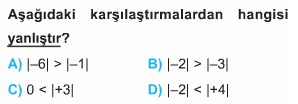 Aşağıdaki karşılaştırmalardan hangisi
yanlıştır?
A) |–6| > |–1| B) |–2| > |–3|
C) 0 < |+3| D) |–2| < |+4|